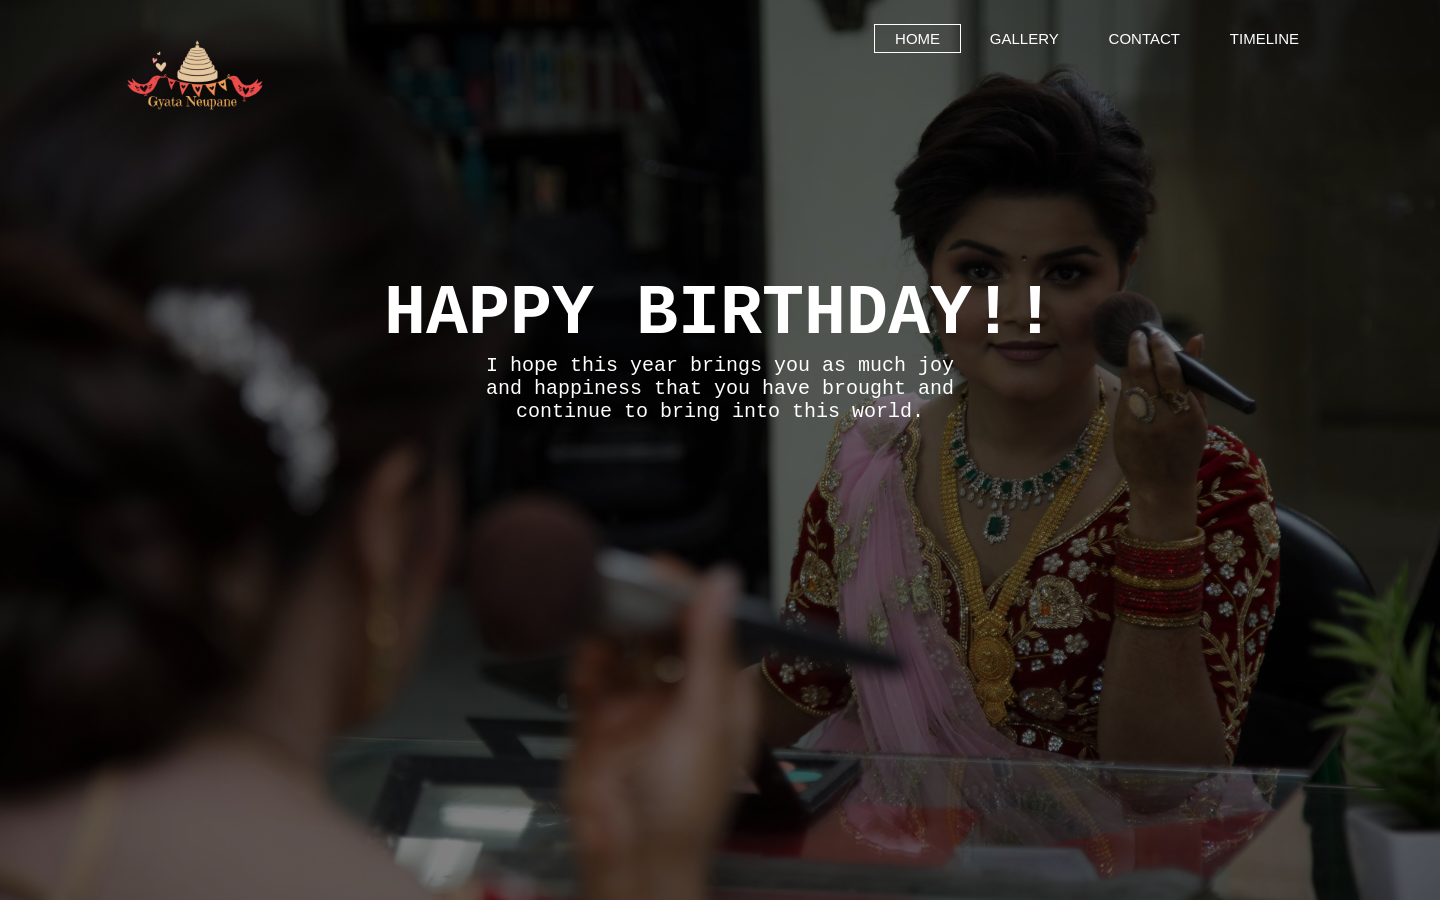 HOME GALLERY CONTACT TIMELINE
Gyata Neupane
HAPPY BIRTHDAY!!
I hope this year brings you as much joy
and happiness that you have brought and
continue to bring into this world.